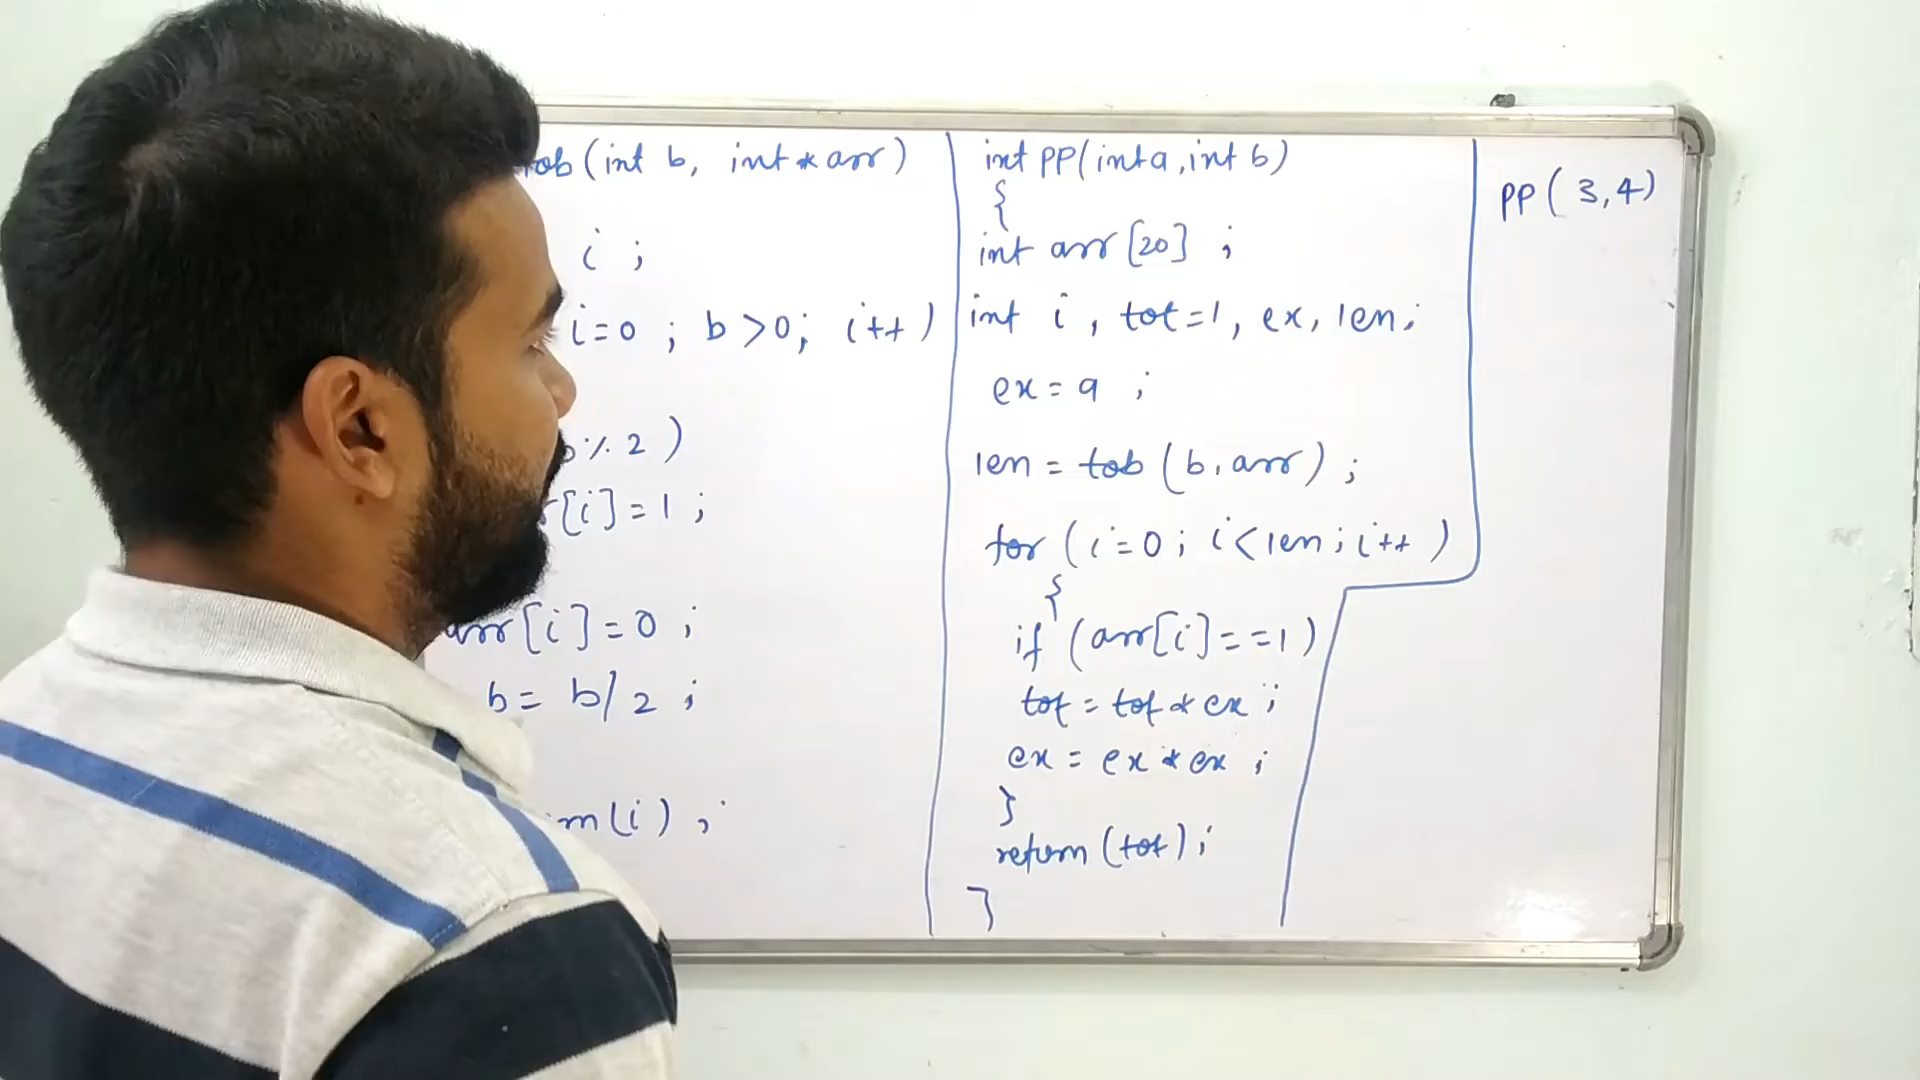 tob (int b, int * arr)
i ;
i=0 ; b >0; i++ )
b % 2 )
[i] = 1 ;
arr[i] = 0 ;
b = b/2 ;
(i) ;
int PP(int a, int b)
{
int arr [20] ;
int i , tot=1, ex, len;
ex = a ;
len = tob (b, arr) ;
for ( i=0; i<len; i++ )
{
if (arr[i]==1)
tot = tot * ex ;
ex = ex * ex ;
}
return (tot) ;
}
PP ( 3,4)